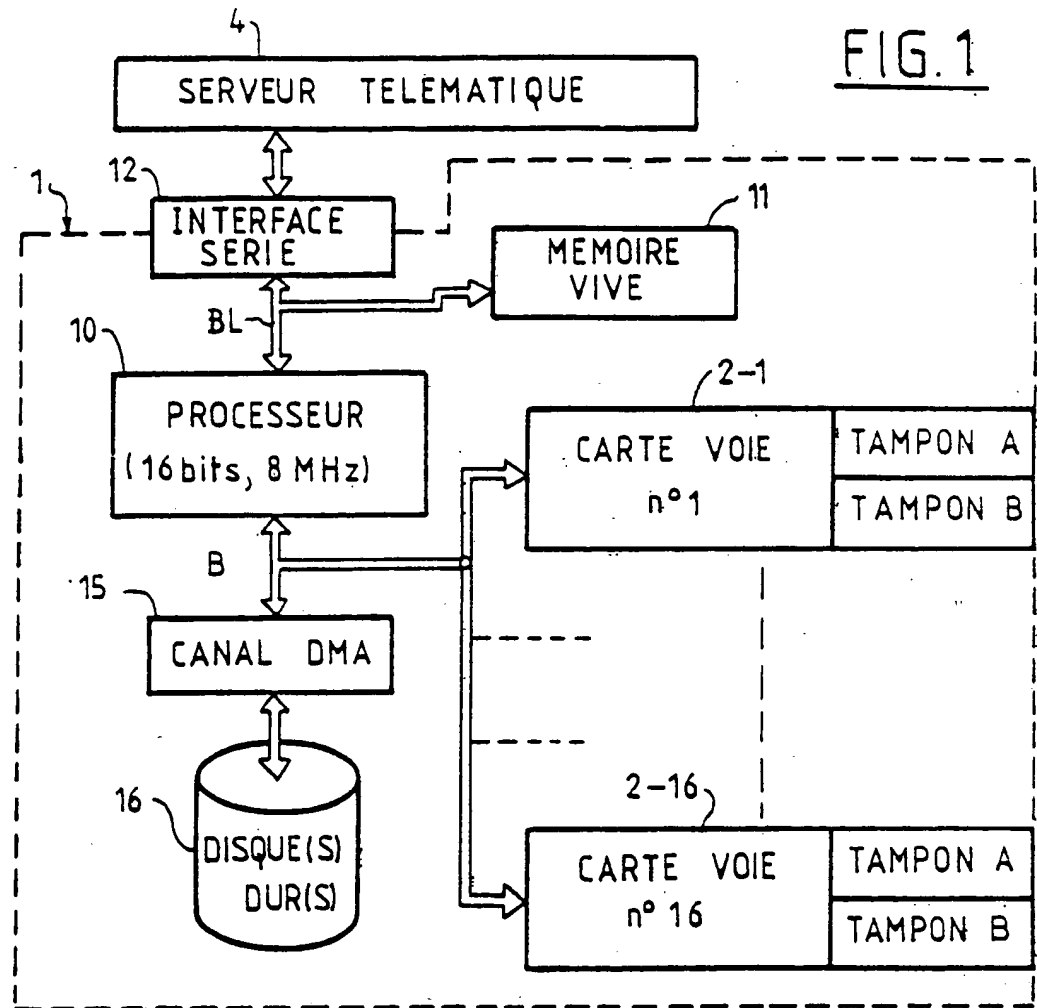 FIG. 1
4
SERVEUR TELEMATIQUE
1
12
INTERFACE
SERIE
11
MEMOIRE
VIVE
BL
10
PROCESSEUR
(16 bits, 8 MHz)
2-1
CARTE VOIE
n° 1
TAMPON A
TAMPON B
B
15
CANAL DMA
16
DISQUE(S)
DUR(S)
2-16
CARTE VOIE
n° 16
TAMPON A
TAMPON B